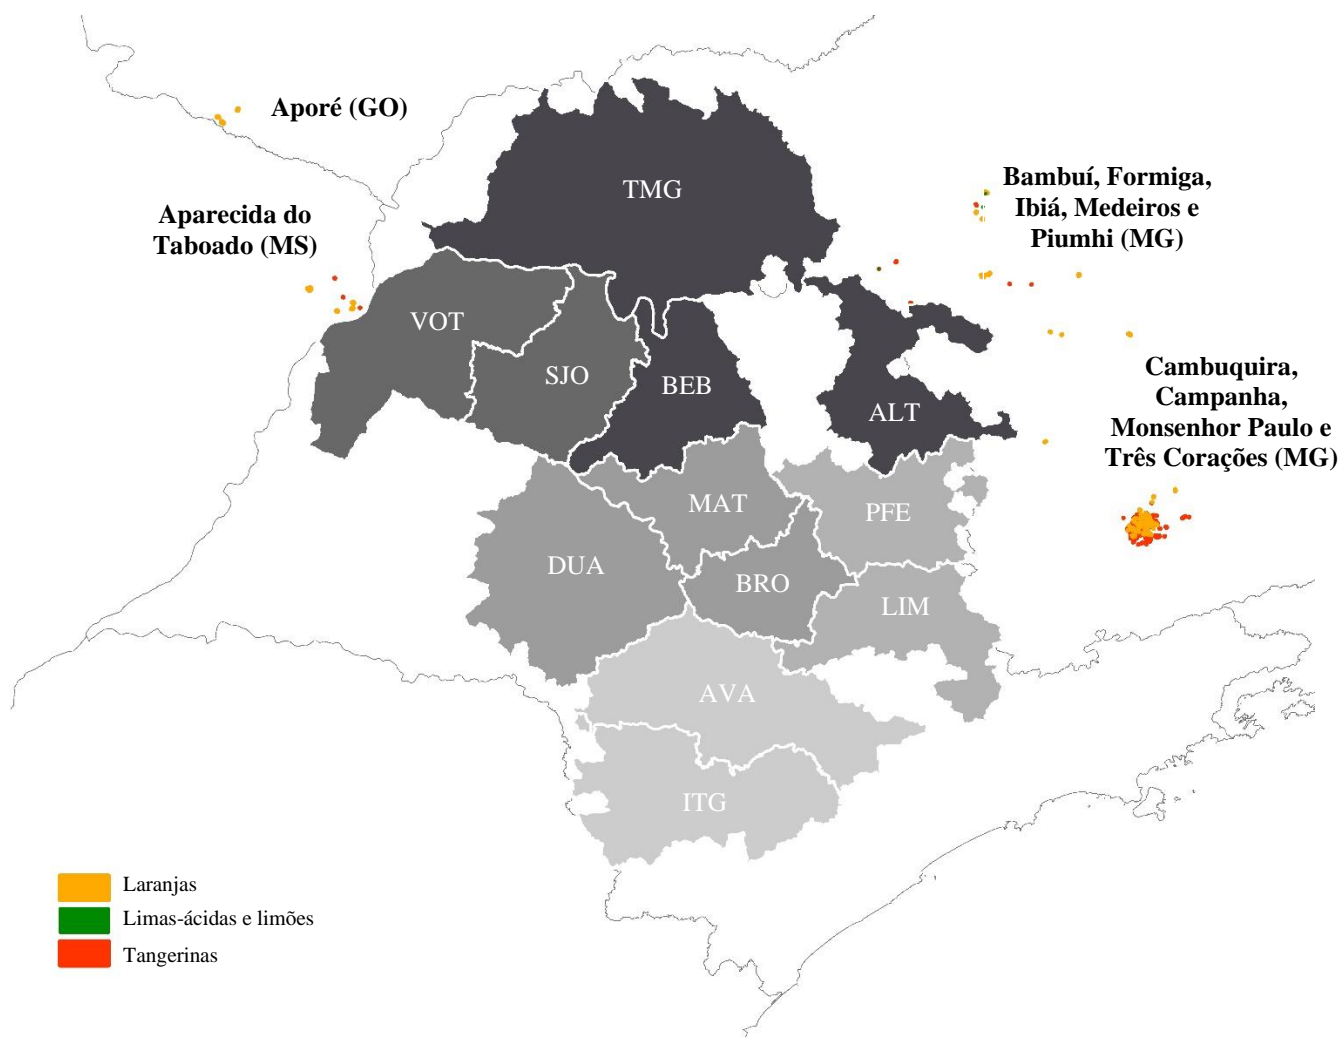 Aporé (GO)
TMG
Bambuí, Formiga,
Ibiá, Medeiros e
Piumhi (MG)
Aparecida do
Taboado (MS)
VOT
SJO
BEB
ALT
Cambuquira,
Campanha,
Monsenhor Paulo e
Três Corações (MG)
MAT
PFE
DUA
BRO
LIM
AVA
ITG
Laranjas
Limas-ácidas e limões
Tangerinas